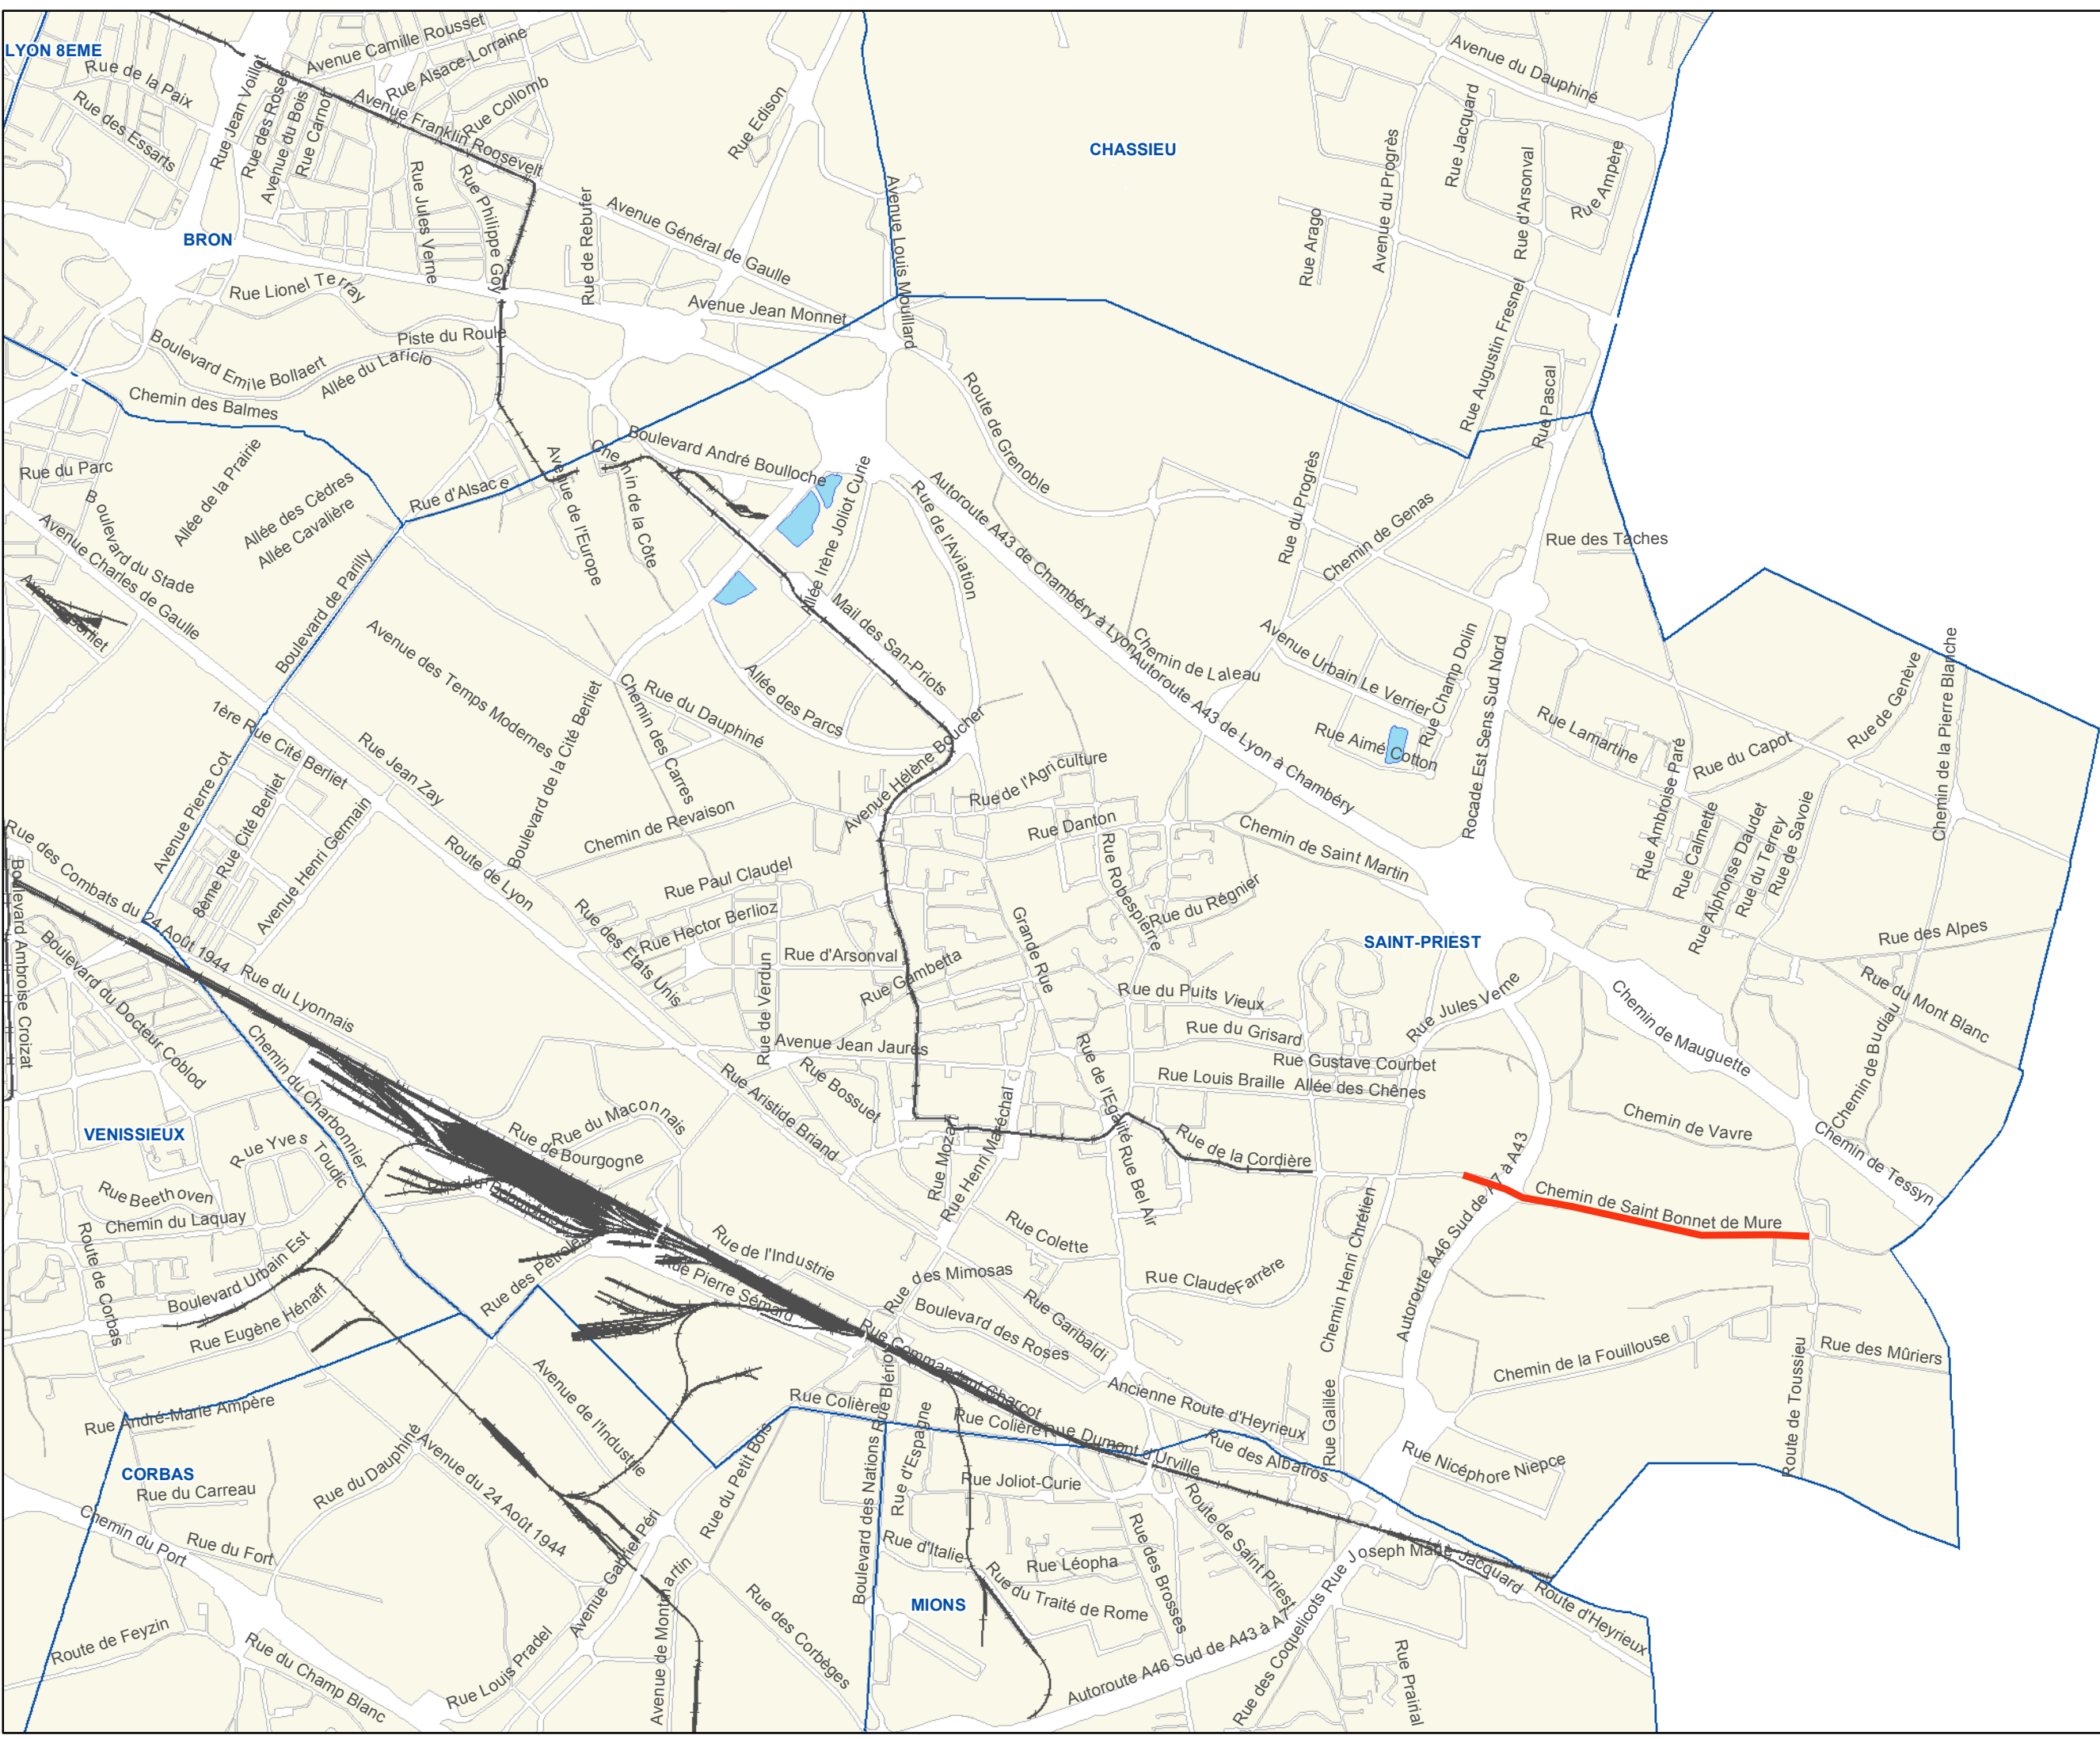 LYON 8EME
Rue de la Paix
Rue des Essarts
Rue Jean Voillot
Rue des Roses
Avenue du Bois
Rue Carnot
Avenue Camille Rousset
Rue Alsace-Lorraine
Rue Collomb
Avenue Franklin Roosevelt
Rue Jules Verne
Rue Philippe Goy
Rue Edison
Rue de Rebufer
Avenue Général de Gaulle
Avenue Louis Mouillard
CHASSIEU
Avenue du Dauphiné
Rue Jacquard
Avenue du Progrès
Rue d'Arsonval
Rue Ampère
Rue Arago
BRON
Rue Lionel Terray
Avenue Jean Monnet
Piste du Roule
Boulevard Emile Bollaert
Allée du Laricio
Chemin des Balmes
Rue Augustin Fresnel
Rue Pascal
Route de Grenoble
Rue du Parc
Boulevard du Stade
Allée de la Prairie
Allée des Cèdres
Allée Cavalière
Rue d'Alsace
Avenue de l'Europe
Chemin de la Côte
Boulevard André Boulloche
Allée Irène Joliot Curie
Rue de l'Aviation
Autoroute A43 de Chambéry à Lyon
Rue du Progrès
Chemin de Genas
Rue des Taches
Avenue Charles de Gaulle
Boulevard de Parilly
Avenue des Temps Modernes
Mail des San-Priots
Chemin de Laleau
Avenue Urbain Le Verrier
Rue Champ Dolin
Rocade Est Sens Sud Nord
Rue Aimé Cotton
Autoroute A43 de Lyon à Chambéry
Rue Lamartine
Rue Ambroise Paré
Rue du Capot
Rue de Genève
Chemin de la Pierre Blanche
1ère Rue Cité Berliet
Avenue Pierre Cot
Rue Jean Zay
Boulevard de la Cité Berliet
Chemin des Carres
Rue du Dauphiné
Allée des Parcs
Avenue Hélène Boucher
Rue de l'Agriculture
Rue Danton
Chemin de Saint Martin
Rue Calmette
Rue Alphonse Daudet
Rue du Terrey
Rue de Savoie
Rue des Combats du 24 Août 1944
8ème Rue Cité Berliet
Avenue Henri Germain
Route de Lyon
Chemin de Revaison
Rue Paul Claudel
Rue Hector Berlioz
Rue des Etats Unis
Rue d'Arsonval
Rue de Verdun
Rue Gambetta
Grande Rue
Rue Robespierre
Rue du Régnier
SAINT-PRIEST
Rue des Alpes
Rue du Mont Blanc
Chemin de Budiau
Boulevard Ambroise Croizat
Boulevard du Docteur Coblod
Rue du Lyonnais
Chemin du Charbonnier
Avenue Jean Jaurès
Rue Bossuet
Rue Aristide Briand
Rue du Puits Vieux
Rue du Grisard
Rue Gustave Courbet
Rue Louis Braille
Allée des Chênes
Rue Jules Verne
Chemin de Mauguette
Chemin de Vavre
Chemin de Tessyn
VENISSIEUX
Rue Yves Toudic
Rue Beethoven
Chemin du Laquay
Route de Corbas
Rue du Maconnais
Rue de Bourgogne
Rue Mozart
Rue Henri Maréchal
Rue de l'Egalité
Rue Bel Air
Rue de la Cordière
Autoroute A46 Sud de A7 à A43
Chemin de Saint Bonnet de Mure
Boulevard Urbain Est
Rue Eugène Hénaff
Rue des Pétroles
Rue de l'Industrie
Rue Pierre Sémard
Rue Colette
Rue des Mimosas
Boulevard des Roses
Rue Garibaldi
Rue Claude Farrère
Chemin Henri Chrétien
Chemin de la Fouillouse
Route de Toussieu
Rue des Mûriers
Rue André-Marie Ampère
Avenue de l'Industrie
Rue Commandant Charcot
Rue Blériot
Rue Colière
Rue Colière
Rue Dumont d'Urville
Ancienne Route d'Heyrieux
Rue Galilée
Rue des Albatros
Rue Nicéphore Niepce
CORBAS
Rue du Carreau
Rue du Dauphiné
Avenue du 24 Août 1944
Chemin du Port
Rue du Fort
Avenue Gabriel Péri
Rue du Petit Bois
Boulevard des Nations
Rue d'Espagne
Rue Joliot-Curie
Rue d'Italie
Rue Léopha
Rue du Traité de Rome
Rue des Brosses
Route de Saint Priest
Rue Joseph Marie Jacquard
Route d'Heyrieux
MIONS
Route de Feyzin
Rue du Champ Blanc
Rue Louis Pradel
Avenue de Montmartin
Rue des Corbèges
Autoroute A46 Sud de A43 à A7
Rue des Coquelicots
Rue Prairial